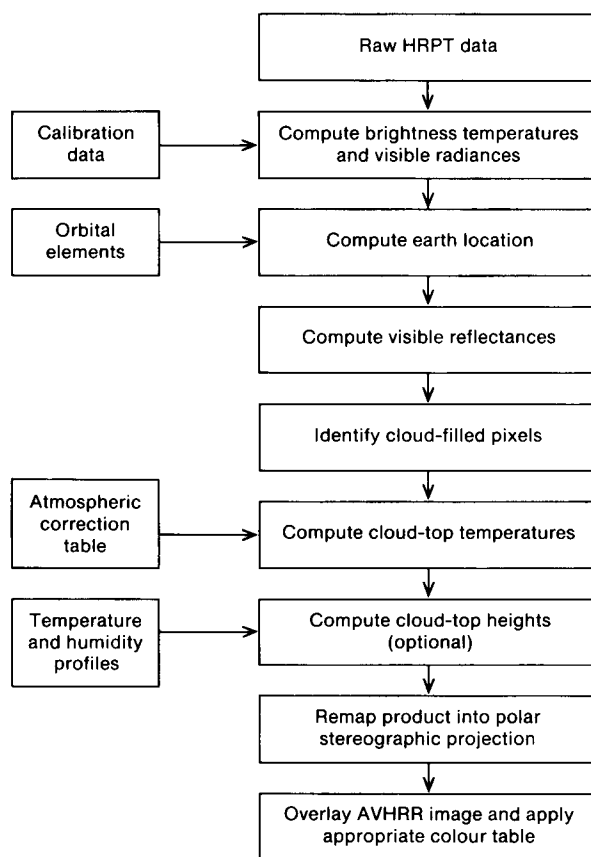 Raw HRPT data
Calibration
data
Compute brightness temperatures
and visible radiances
Orbital
elements
Compute earth location
Compute visible reflectances
Identify cloud-filled pixels
Atmospheric
correction
table
Compute cloud-top temperatures
Temperature
and humidity
profiles
Compute cloud-top heights
(optional)
Remap product into polar
stereographic projection
Overlay AVHRR image and apply
appropriate colour table